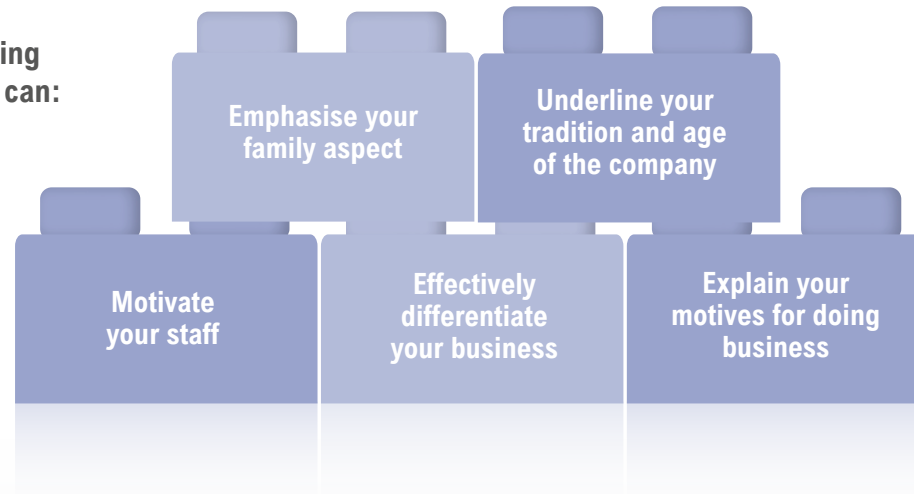 can:
Emphasise your
family aspect
Underline your
tradition and age
of the company
Motivate
your staff
Effectively
differentiate
your business
Explain your
motives for doing
business